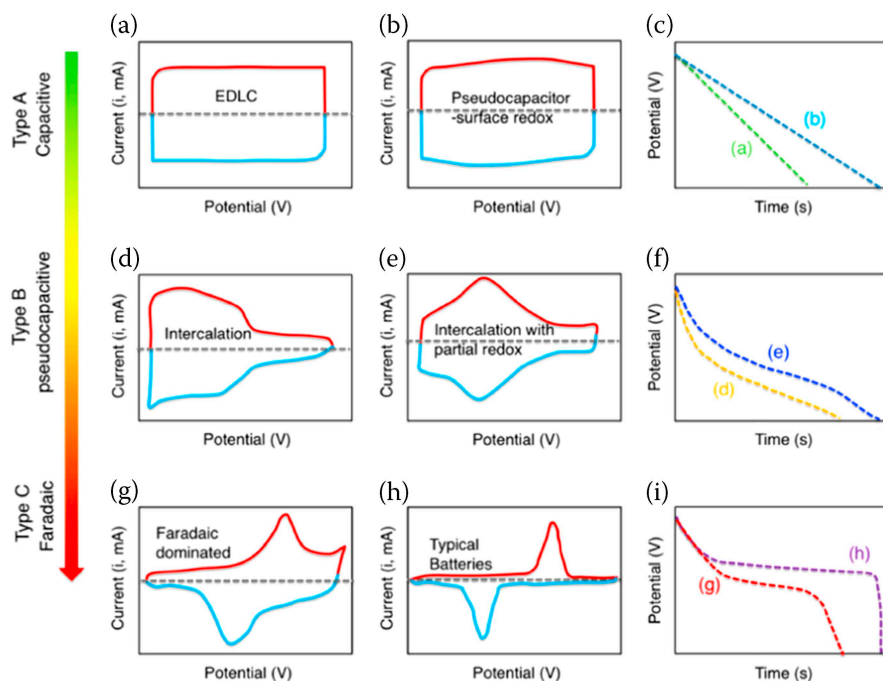 (a)
(b)
(c)
Type A
Capacitive
Current (i, mA)
EDLC
Potential (V)
Current (i, mA)
Pseudocapacitor
-surface redox
Potential (V)
Potential (V)
(b)
(a)
Time (s)
(d)
(e)
(f)
Type B
pseudocapacitive
Current (i, mA)
Intercalation
Potential (V)
Current (i, mA)
Intercalation with
partial redox
Potential (V)
Potential (V)
(e)
(d)
Time (s)
(g)
(h)
(i)
Type C
Faradaic
Current (i, mA)
Faradaic
dominated
Potential (V)
Current (i, mA)
Typical
Batteries
Potential (V)
Potential (V)
(h)
(g)
Time (s)